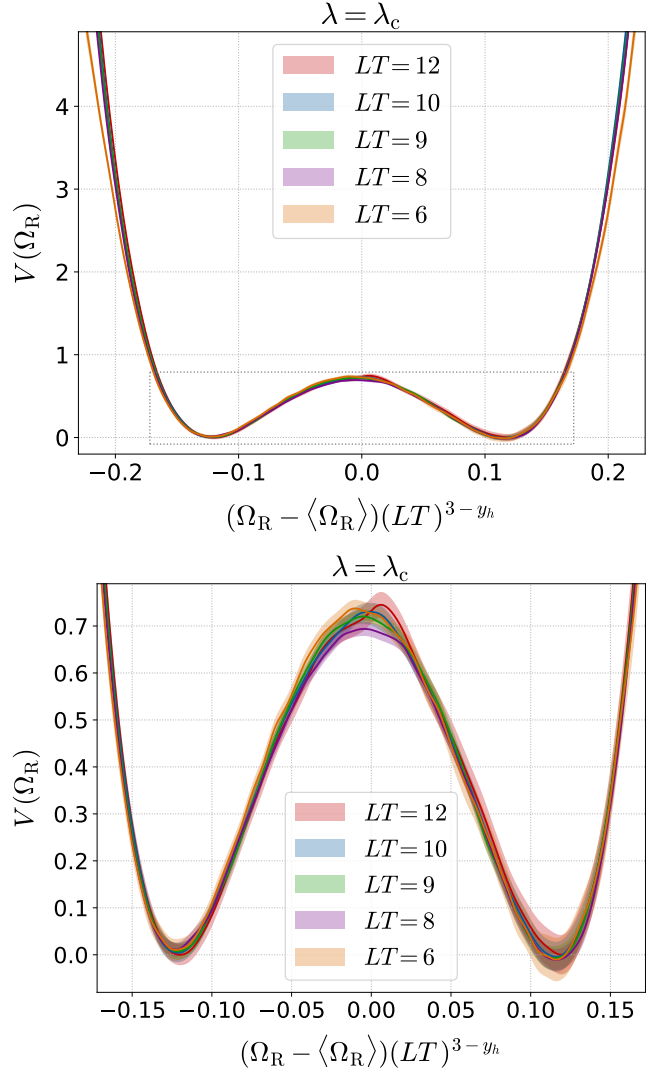 λ = λc
LT = 12
LT = 10
LT = 9
LT = 8
LT = 6
4
3
2
1
0
V(ΩR)
−0.2 −0.1 0.0 0.1 0.2
(ΩR − ⟨ΩR⟩)(LT)^{3 − y_h}
λ = λc
0.7
0.6
0.5
0.4
0.3
0.2
0.1
0.0
V(ΩR)
LT = 12
LT = 10
LT = 9
LT = 8
LT = 6
−0.15 −0.10 −0.05 0.00 0.05 0.10 0.15
(ΩR − ⟨ΩR⟩)(LT)^{3 − y_h}